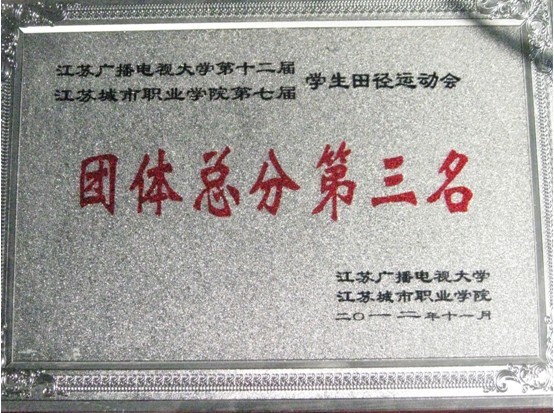 江苏广播电视大学第十二届
江苏城市职业学院第七届
学生田径运动会
团体总分第三名
江苏广播电视大学
江苏城市职业学院
二〇一二年十一月